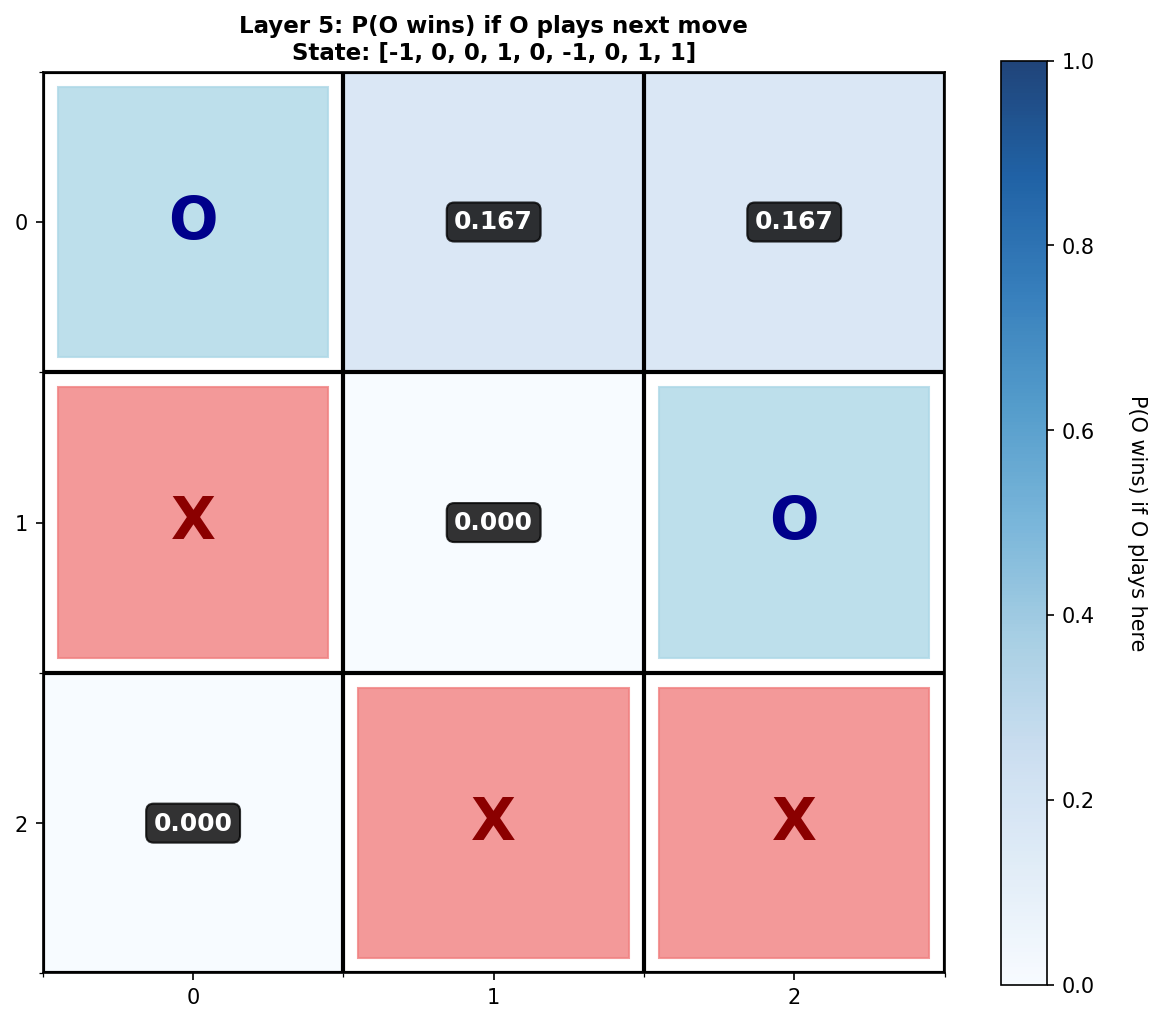 Layer 5: P(O wins) if O plays next move
State: [-1, 0, 0, 1, 0, -1, 0, 1, 1]
0
O
0.167
0.167
1
X
0.000
O
2
0.000
X
X
0
1
2
1.0
0.8
0.6
0.4
0.2
0.0
P(O wins) if O plays here